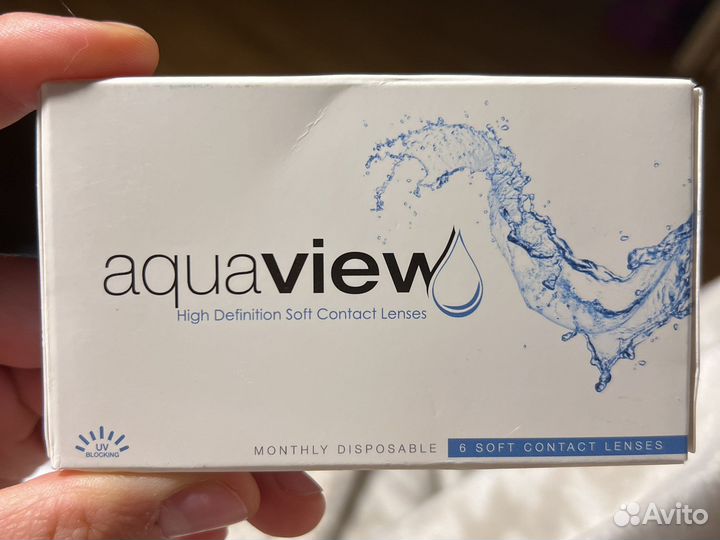 aquaview
High Definition Soft Contact Lenses
UV
BLOCKING
MONTHLY DISPOSABLE 6 SOFT CONTACT LENSES
Avito